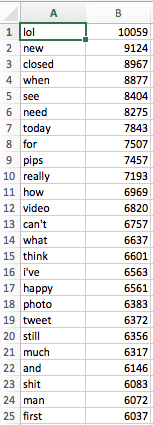 A B
1 lol 10059
2 new 9124
3 closed 8967
4 when 8877
5 see 8404
6 need 8275
7 today 7843
8 for 7507
9 pips 7457
10 really 7193
11 how 6969
12 video 6820
13 can't 6757
14 what 6637
15 think 6601
16 i've 6563
17 happy 6561
18 photo 6383
19 tweet 6372
20 still 6356
21 much 6317
22 and 6146
23 shit 6083
24 man 6072
25 first 6037